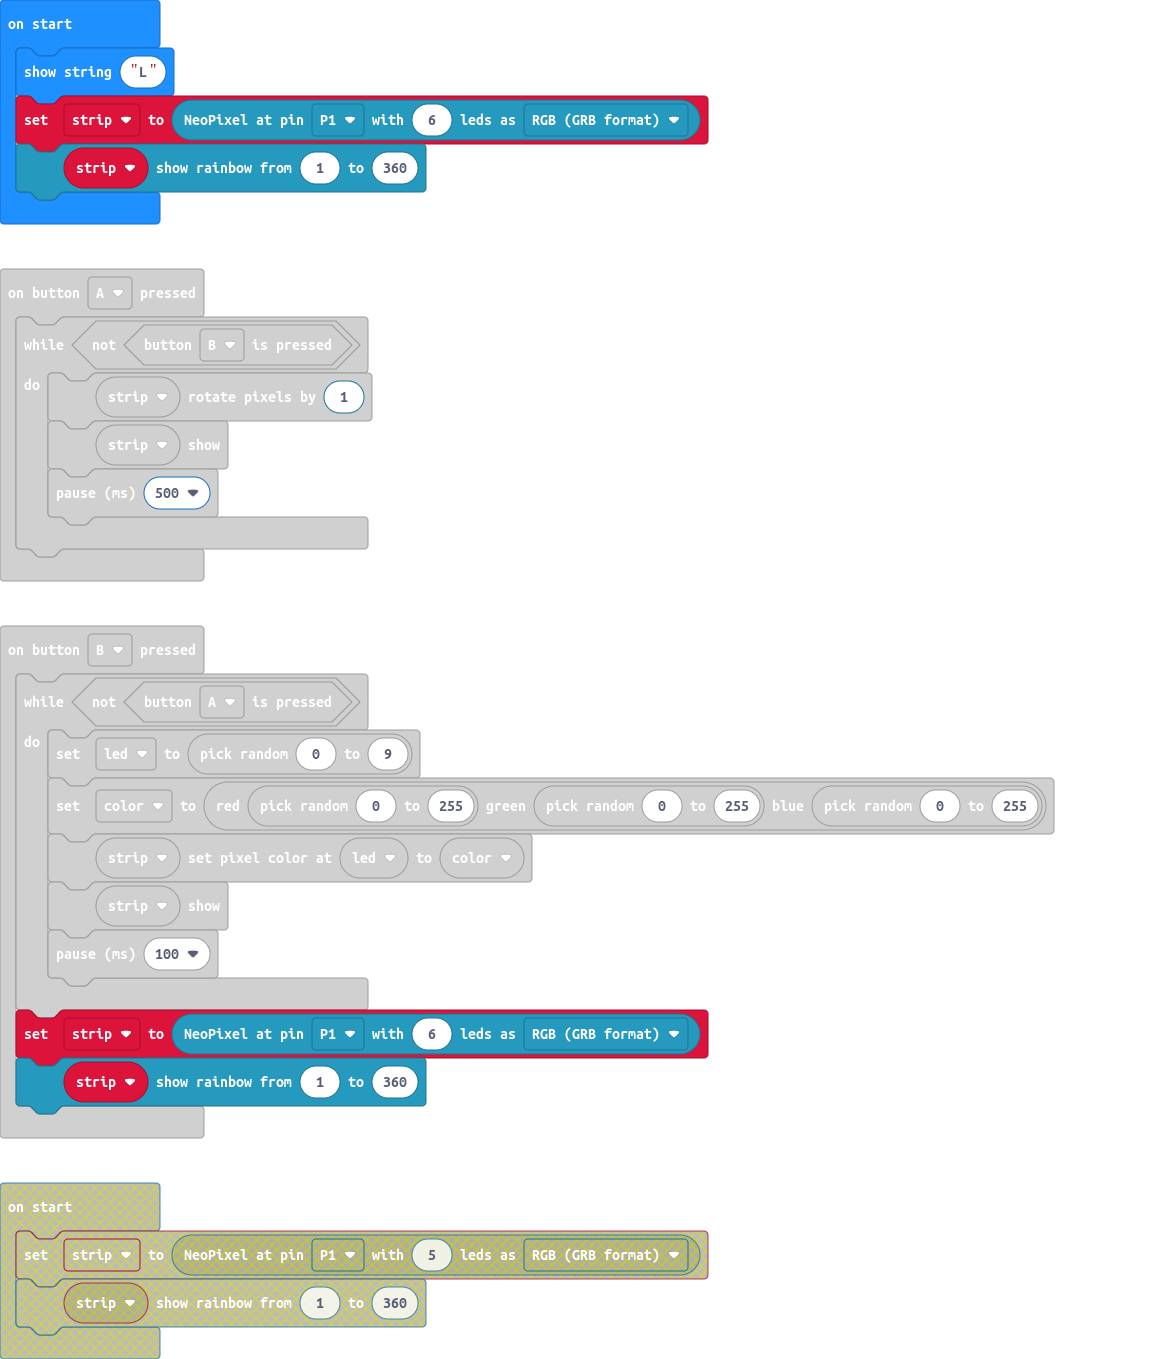 on start
show string "L"
set strip to NeoPixel at pin P1 with 6 leds as RGB (GRB format)
strip show rainbow from 1 to 360
on button A pressed
while not button B is pressed
do
strip rotate pixels by 1
strip show
pause (ms) 500
on button B pressed
while not button A is pressed
do
set led to pick random 0 to 9
set color to red pick random 0 to 255 green pick random 0 to 255 blue pick random 0 to 255
strip set pixel color at led to color
strip show
pause (ms) 100
set strip to NeoPixel at pin P1 with 6 leds as RGB (GRB format)
strip show rainbow from 1 to 360
on start
set strip to NeoPixel at pin P1 with 5 leds as RGB (GRB format)
strip show rainbow from 1 to 360